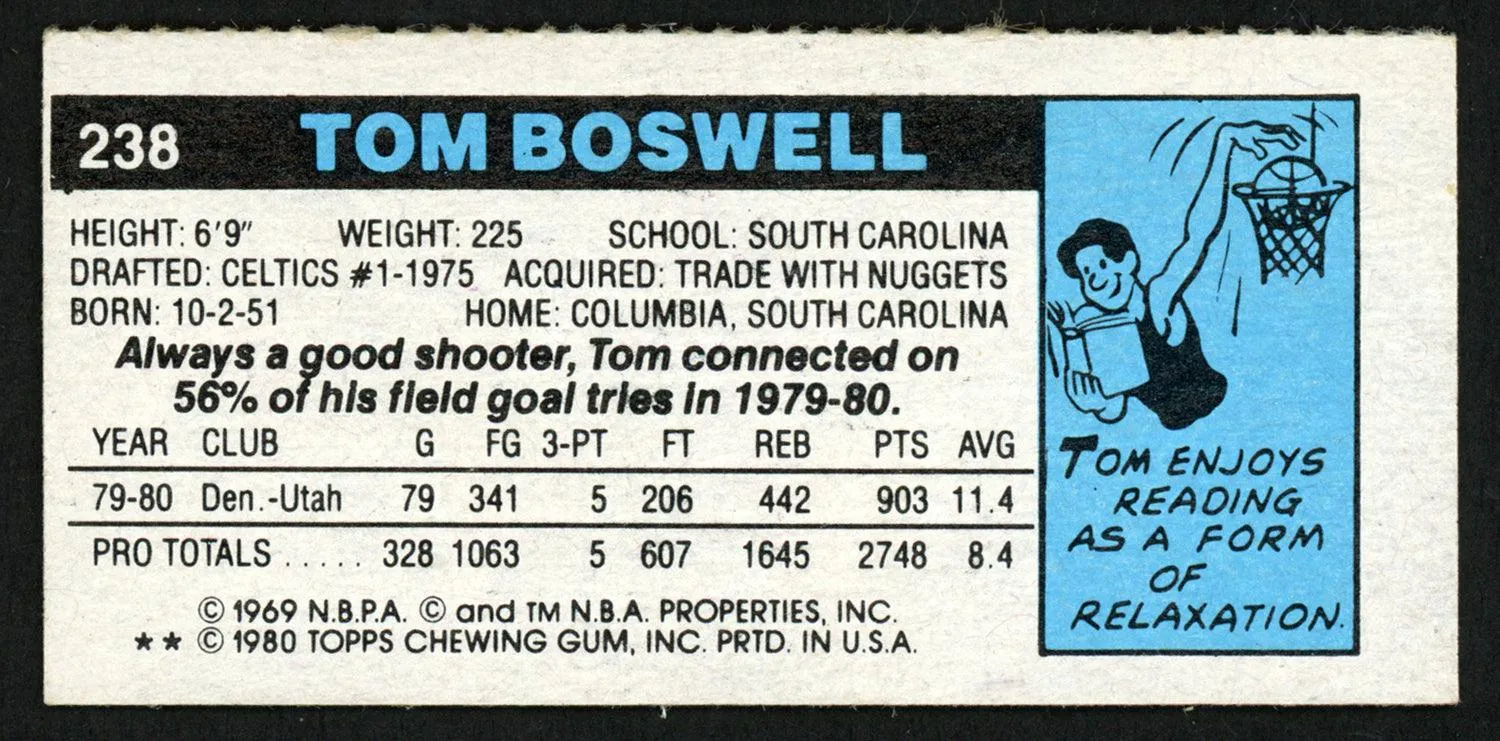 238 TOM BOSWELL
HEIGHT: 6'9" WEIGHT: 225 SCHOOL: SOUTH CAROLINA
DRAFTED: CELTICS #1-1975 ACQUIRED: TRADE WITH NUGGETS
BORN: 10-2-51 HOME: COLUMBIA, SOUTH CAROLINA
Always a good shooter, Tom connected on
56% of his field goal tries in 1979-80.
YEAR CLUB G FG 3-PT FT REB PTS AVG
79-80 Den.-Utah 79 341 5 206 442 903 11.4
PRO TOTALS ..... 328 1063 5 607 1645 2748 8.4
© 1969 N.B.P.A. © and TM N.B.A. PROPERTIES, INC.
** © 1980 TOPPS CHEWING GUM, INC. PRTD. IN U.S.A.
TOM ENJOYS
READING
AS A FORM
OF
RELAXATION.